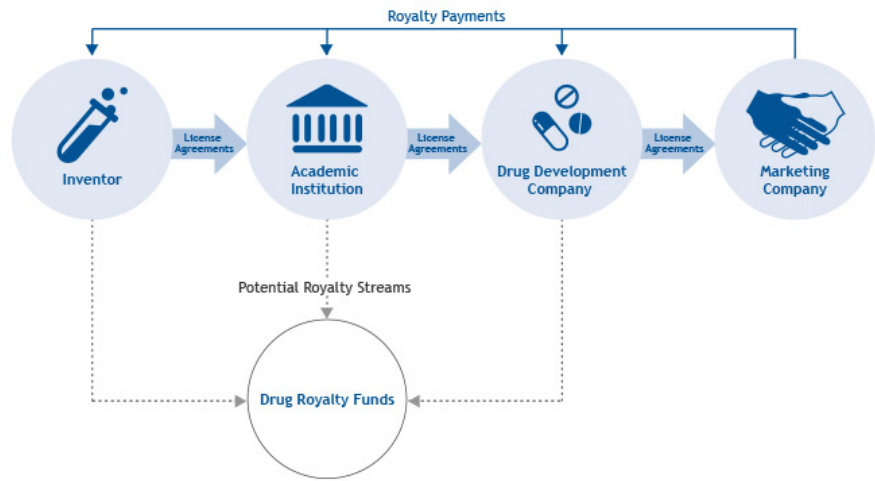 Royalty Payments
License
Agreements
License
Agreements
License
Agreements
Inventor
Academic
Institution
Drug Development
Company
Marketing
Company
Potential Royalty Streams
Drug Royalty Funds